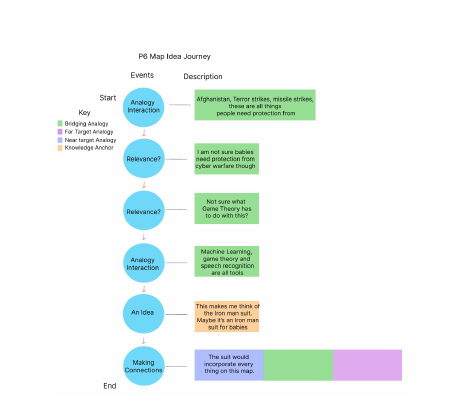 P6 Map Idea Journey
Events
Description
Start
Key
Bridging Analogy
Far Target Analogy
Near target Analogy
Knowledge Anchor
Analogy
Interaction
Afghanistan, Terror strikes, missile strikes,
these are all things
people need protection from
Relevance?
I am not sure babies
need protection from
cyber warfare though
Relevance?
Not sure what
Game Theory has
to do with this?
Analogy
Interaction
Machine Learning,
game theory and
speech recognition
are all tools
An Idea
This makes me think of
the Iron man suit.
Maybe it's an Iron man
suit for babies
Making
Connections
The suit would
incorporate every
thing on this map.
End